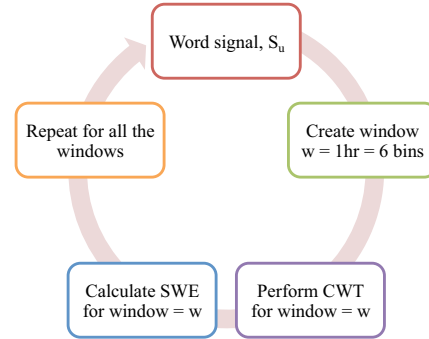 Word signal, Su
Create window
w = 1hr = 6 bins
Perform CWT
for window = w
Calculate SWE
for window = w
Repeat for all the
windows